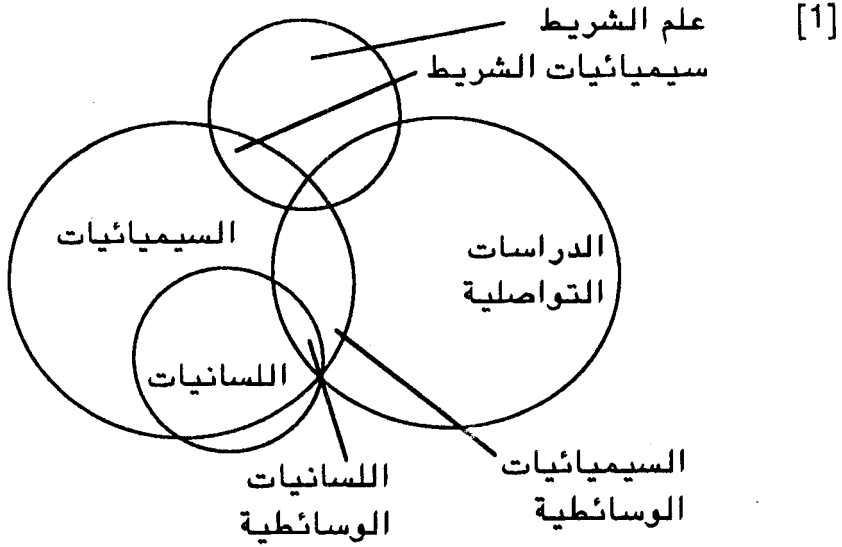 [1]
علم الشريط
سيميائيات الشريط
السيميائيات
الدراسات
التواصلية
اللسانيات
السيميائيات
الوسائطية
اللسانيات
الوسائطية